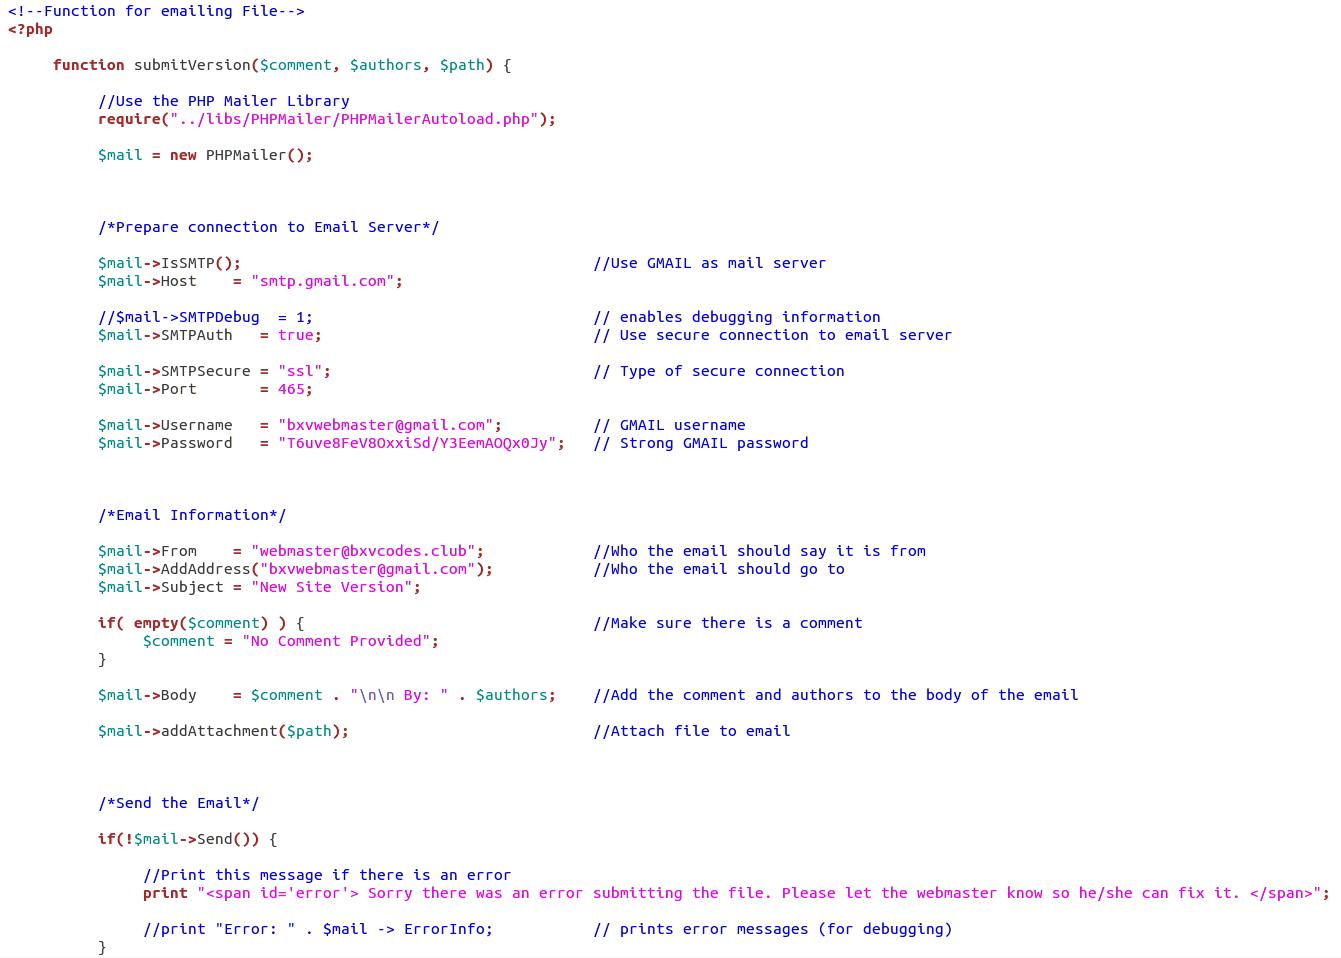 <!--Function for emailing File-->
<?php
function submitVersion($comment, $authors, $path) {
//Use the PHP Mailer Library
require("../libs/PHPMailer/PHPMailerAutoload.php");
$mail = new PHPMailer();
/*Prepare connection to Email Server*/
$mail->IsSMTP(); //Use GMAIL as mail server
$mail->Host = "smtp.gmail.com";
//$mail->SMTPDebug = 1; // enables debugging information
$mail->SMTPAuth = true; // Use secure connection to email server
$mail->SMTPSecure = "ssl"; // Type of secure connection
$mail->Port = 465;
$mail->Username = "bxvwebmaster@gmail.com"; // GMAIL username
$mail->Password = "T6uve8FeV8OxxiSd/Y3EemAOQx0Jy"; // Strong GMAIL password
/*Email Information*/
$mail->From = "webmaster@bxvcodes.club"; //Who the email should say it is from
$mail->AddAddress("bxvwebmaster@gmail.com"); //Who the email should go to
$mail->Subject = "New Site Version";
if( empty($comment) ) { //Make sure there is a comment
$comment = "No Comment Provided";
}
$mail->Body = $comment . "\n\n By: " . $authors; //Add the comment and authors to the body of the email
$mail->addAttachment($path); //Attach file to email
/*Send the Email*/
if(!$mail->Send()) {
//Print this message if there is an error
print "<span id='error'> Sorry there was an error submitting the file. Please let the webmaster know so he/she can fix it. </span>";
//print "Error: " . $mail -> ErrorInfo; // prints error messages (for debugging)
}